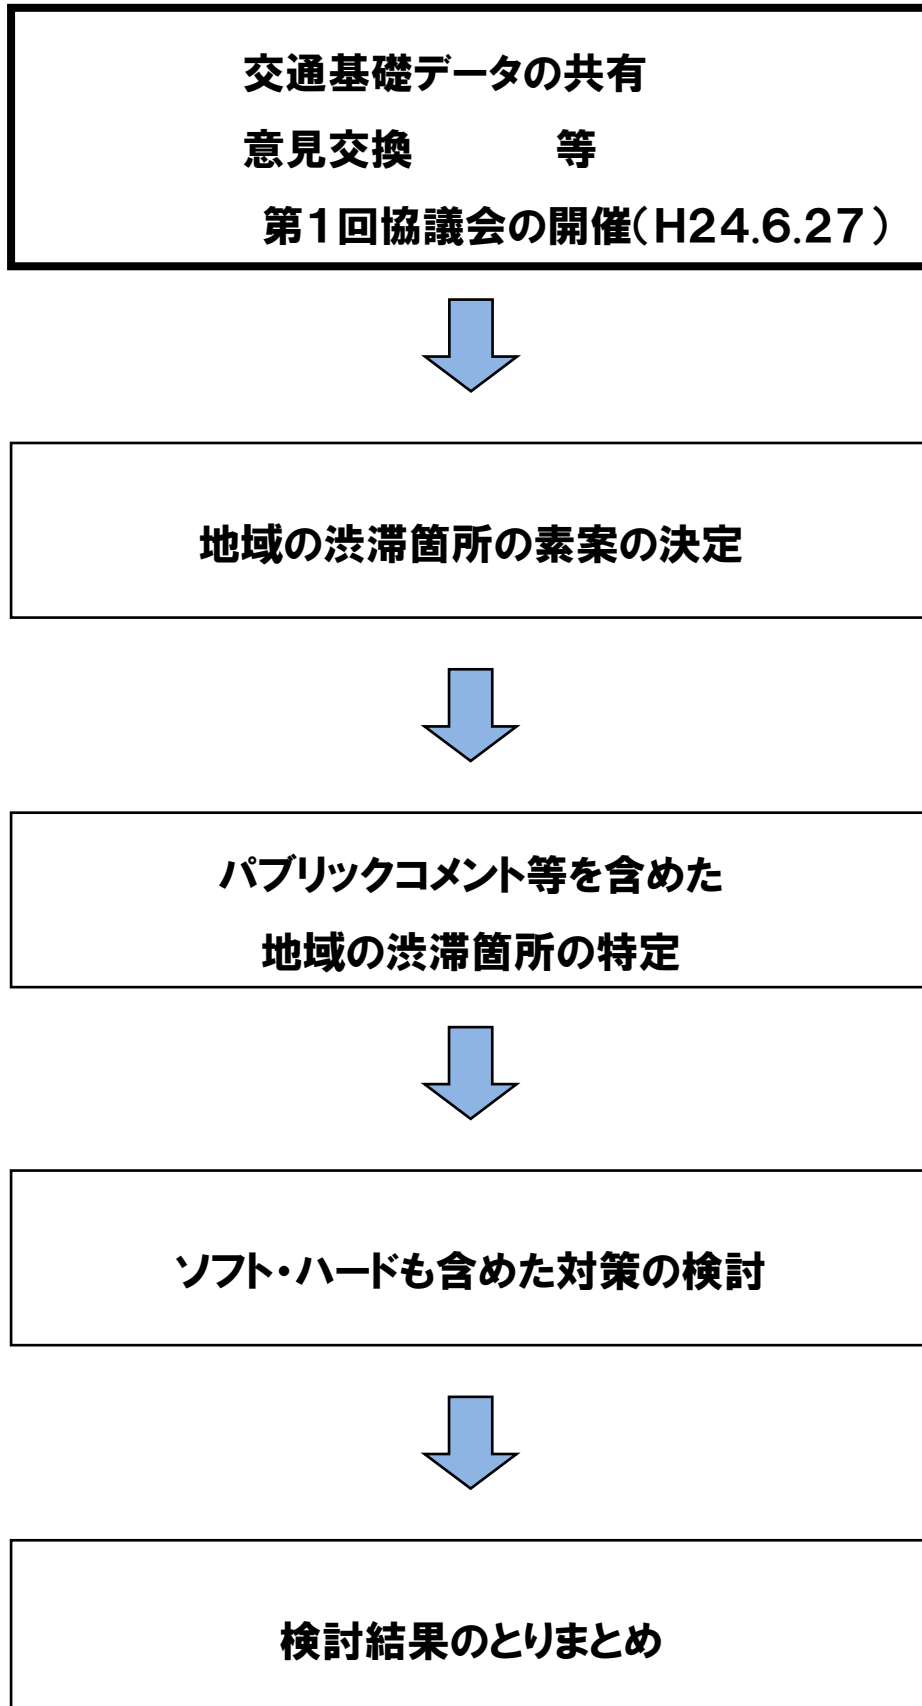 交通基礎データの共有
意見交換　　　等
第1回協議会の開催(H24.6.27)
地域の渋滞箇所の素案の決定
パブリックコメント等を含めた
地域の渋滞箇所の特定
ソフト・ハードも含めた対策の検討
検討結果のとりまとめ